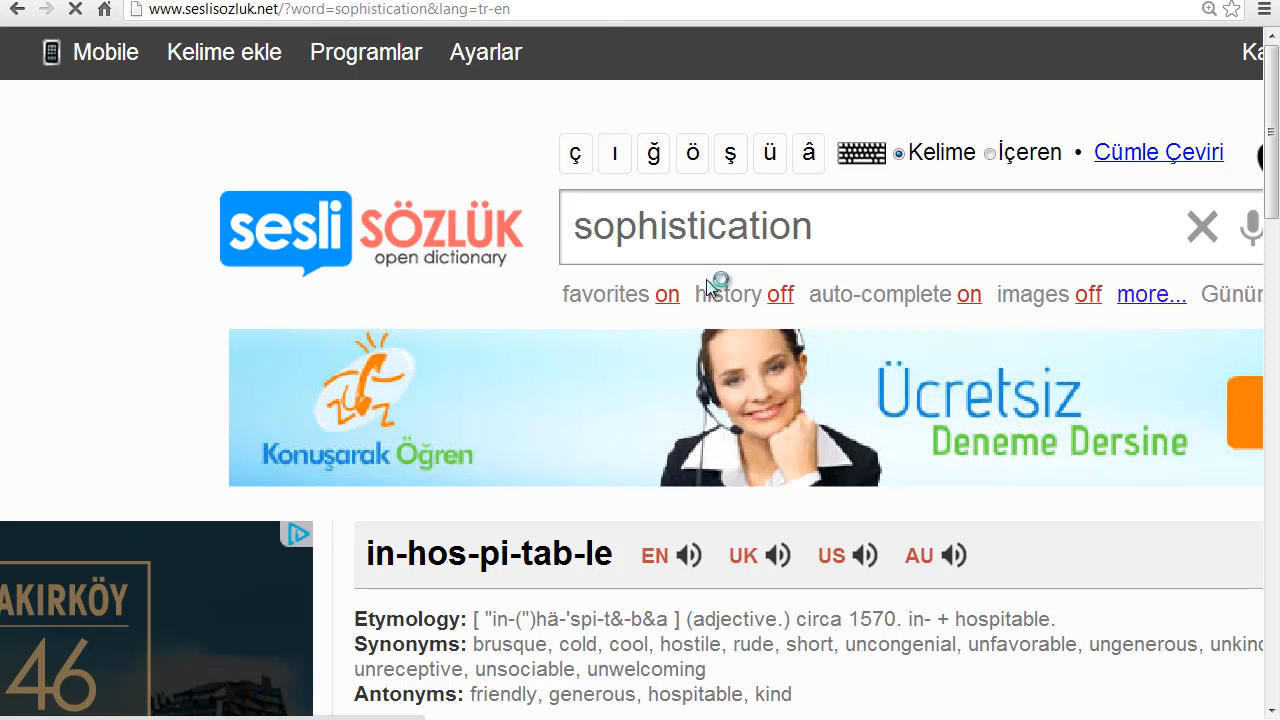 www.seslisozluk.net/?word=sophistication&lang=tr-en
Mobile Kelime ekle Programlar Ayarlar Ka
ç ı ğ ö ş ü â Kelime İçeren • Cümle Çeviri
sesli SÖZLÜK
open dictionary
sophistication
favorites on history off auto-complete on images off more... Günün
Konuşarak Öğren
Ücretsiz
Deneme Dersine
in-hos-pi-tab-le EN UK US AU
AKIRKÖY
46
Etymology: [ "in-(")hä-'spi-t&-b&a ] (adjective.) circa 1570. in- + hospitable.
Synonyms: brusque, cold, cool, hostile, rude, short, uncongenial, unfavorable, ungenerous, unkind
unreceptive, unsociable, unwelcoming
Antonyms: friendly, generous, hospitable, kind